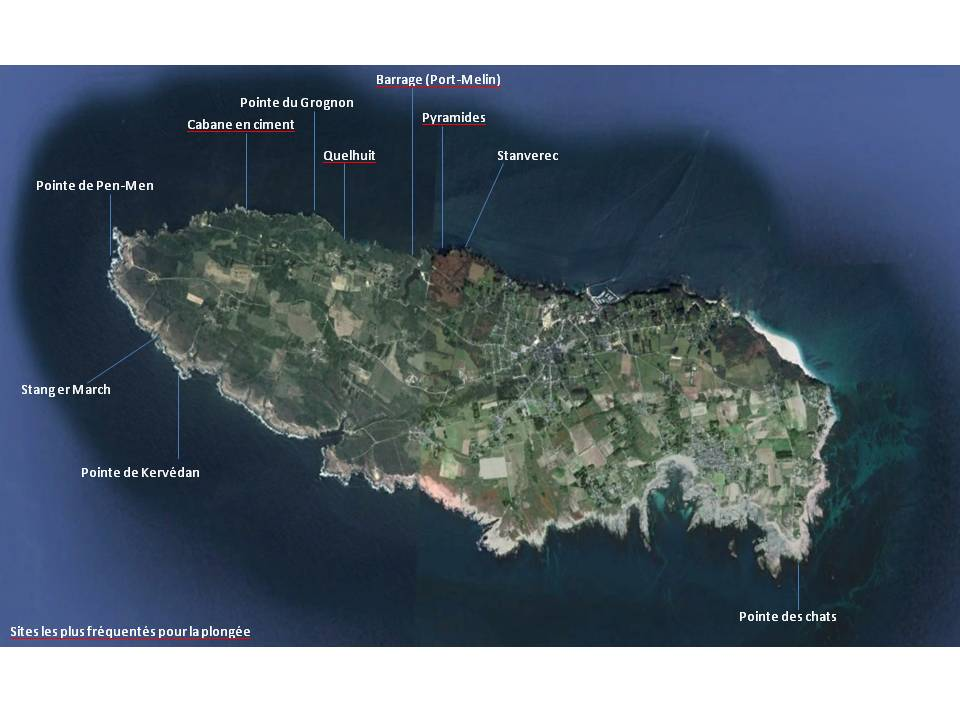 Barrage (Port-Melin)
Pointe du Grognon
Pyramides
Cabane en ciment
Quelhuit
Stanverec
Pointe de Pen-Men
Stang er March
Pointe de Kervédan
Pointe des chats
Sites les plus fréquentés pour la plongée